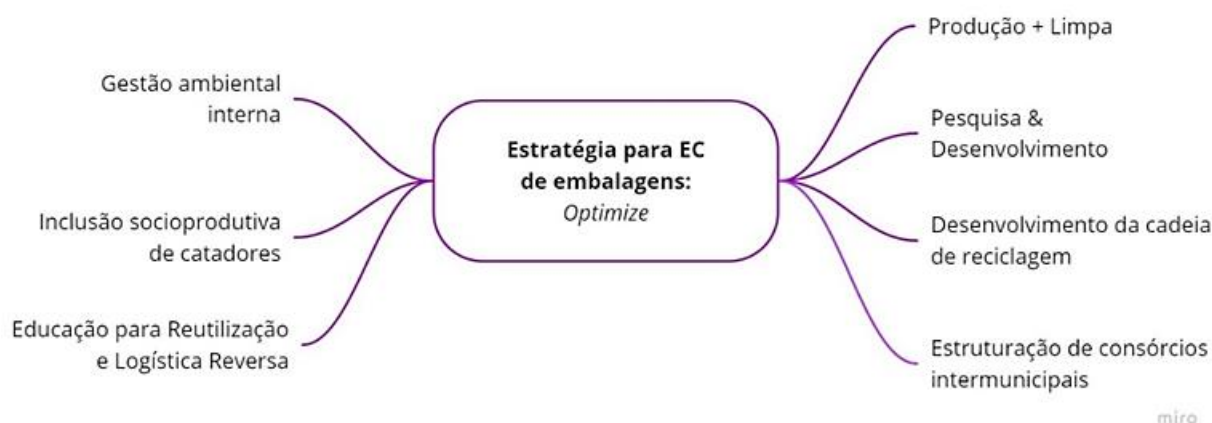 Gestão ambiental
interna
Inclusão socioprodutiva
de catadores
Educação para Reutilização
e Logística Reversa
Estratégia para EC
de embalagens:
Optimize
Produção + Limpa
Pesquisa &
Desenvolvimento
Desenvolvimento da cadeia
de reciclagem
Estruturação de consórcios
intermunicipais
miro